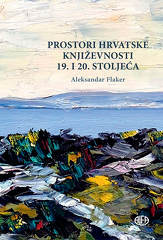 PROSTORI HRVATSKE
KNJIŽEVNOSTI
19. I 20. STOLJEĆA
Aleksandar Flaker